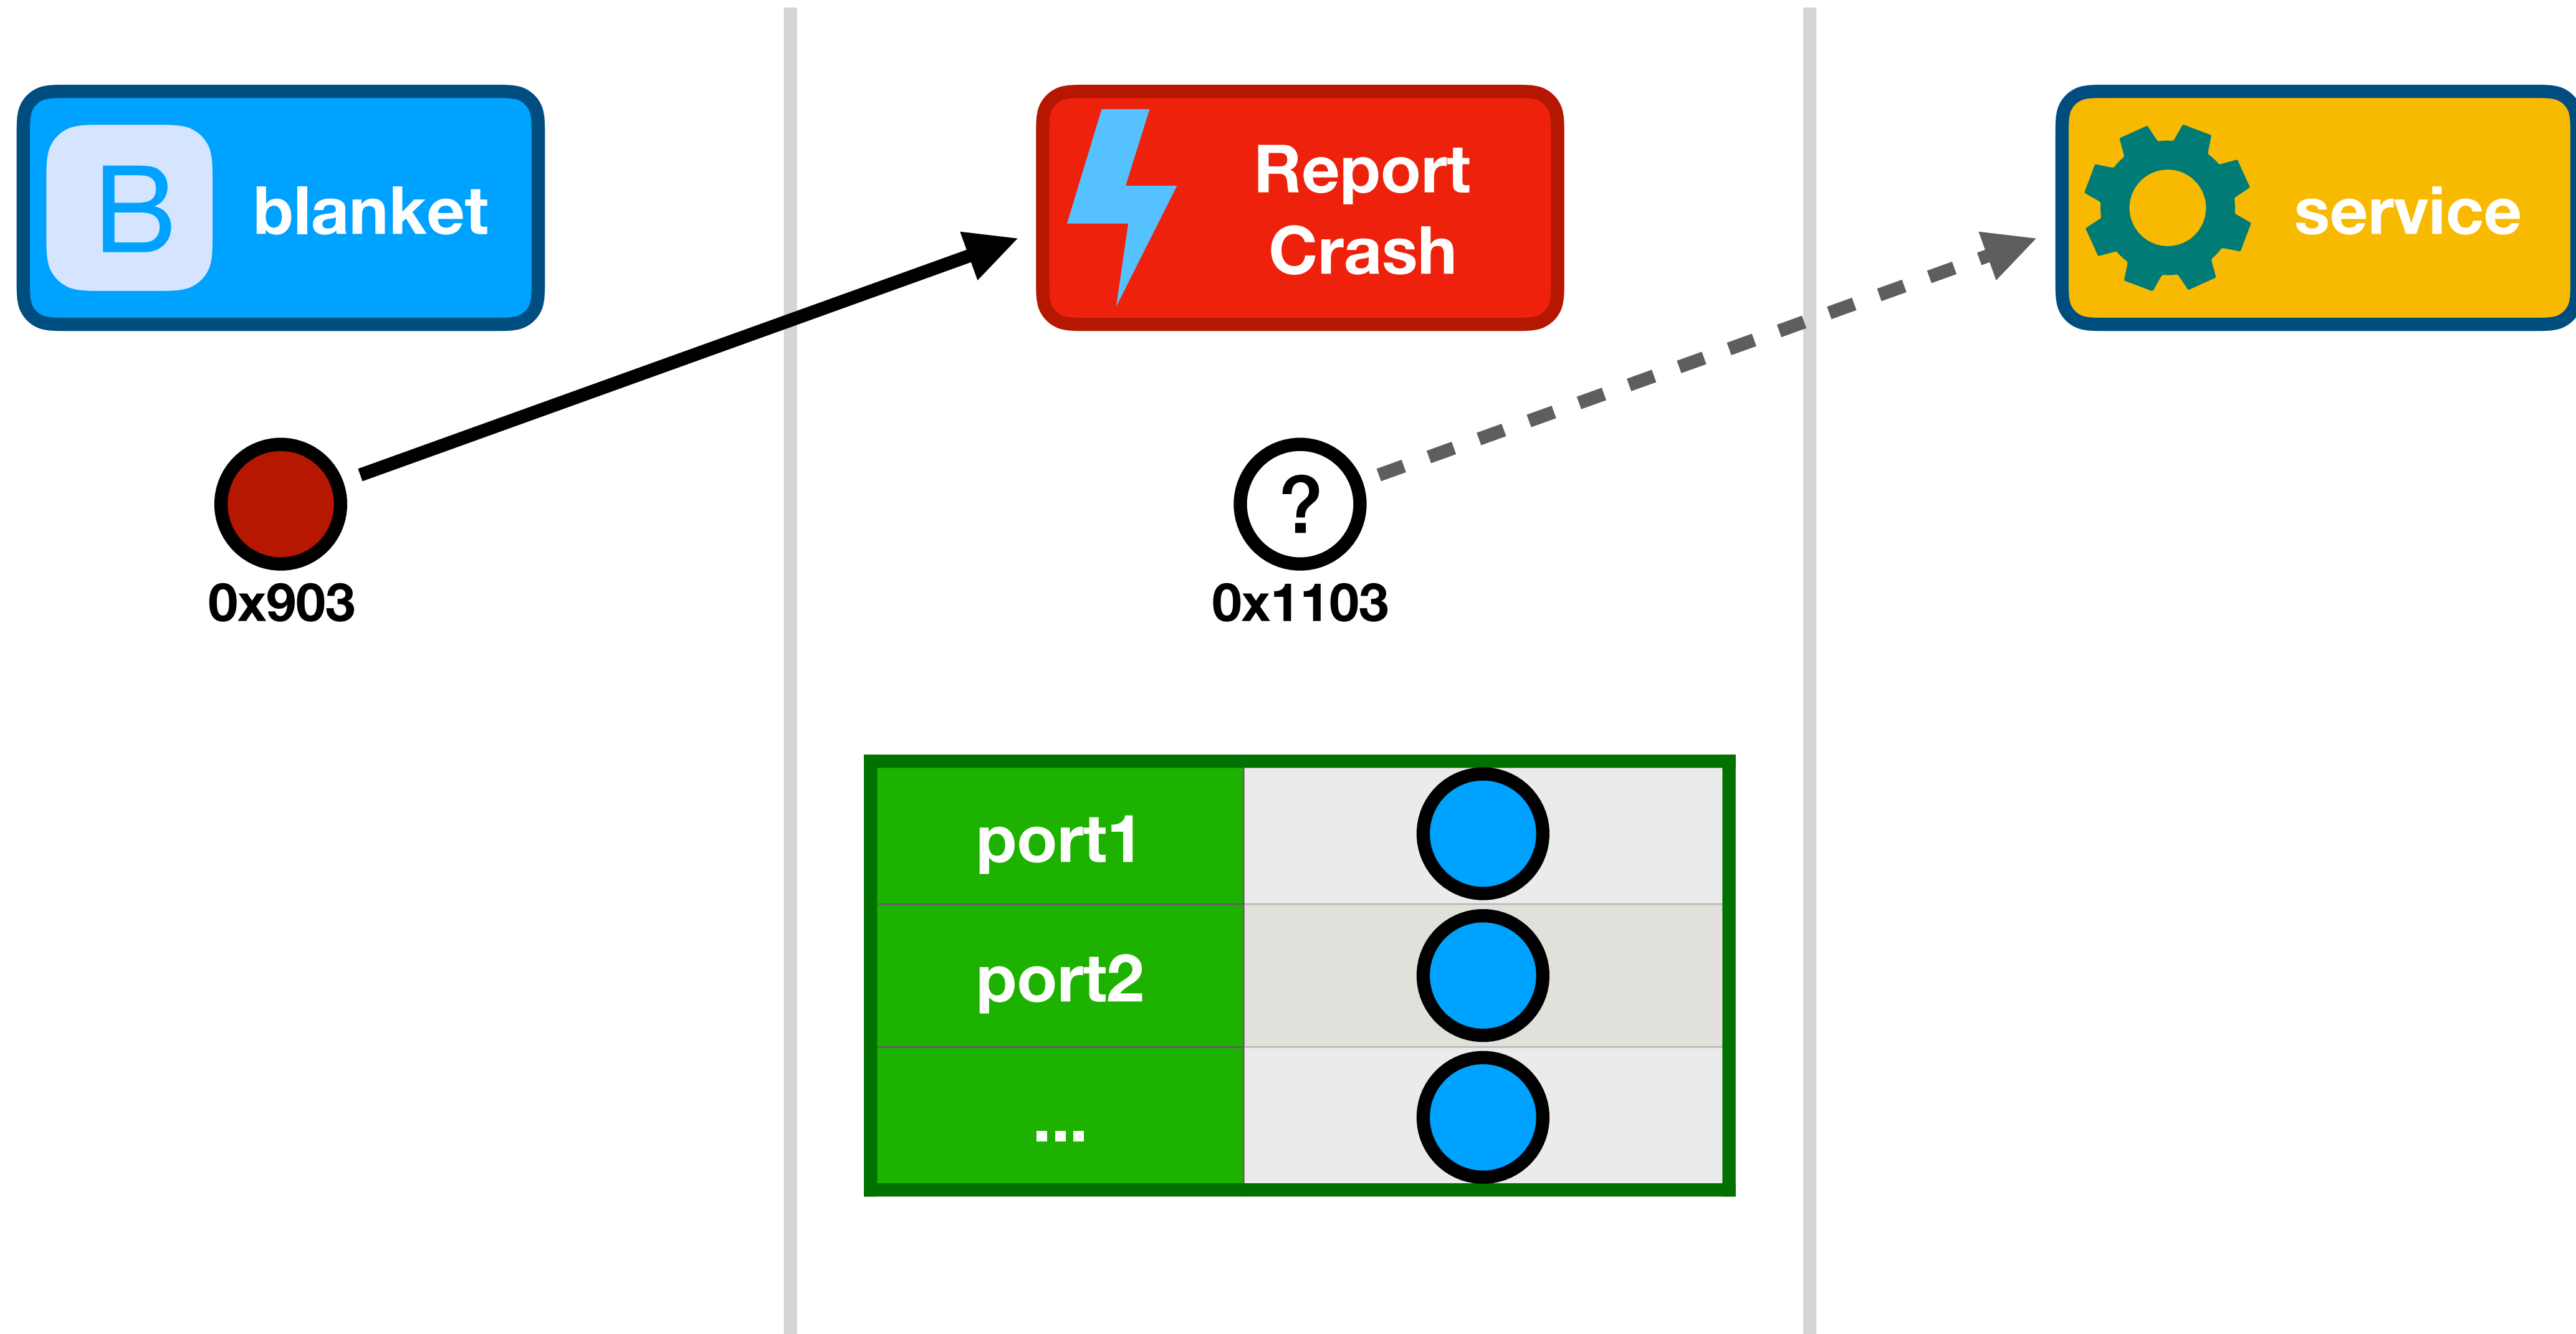 B
blanket
Report
Crash
service
0x903
?
0x1103
port1
port2
...